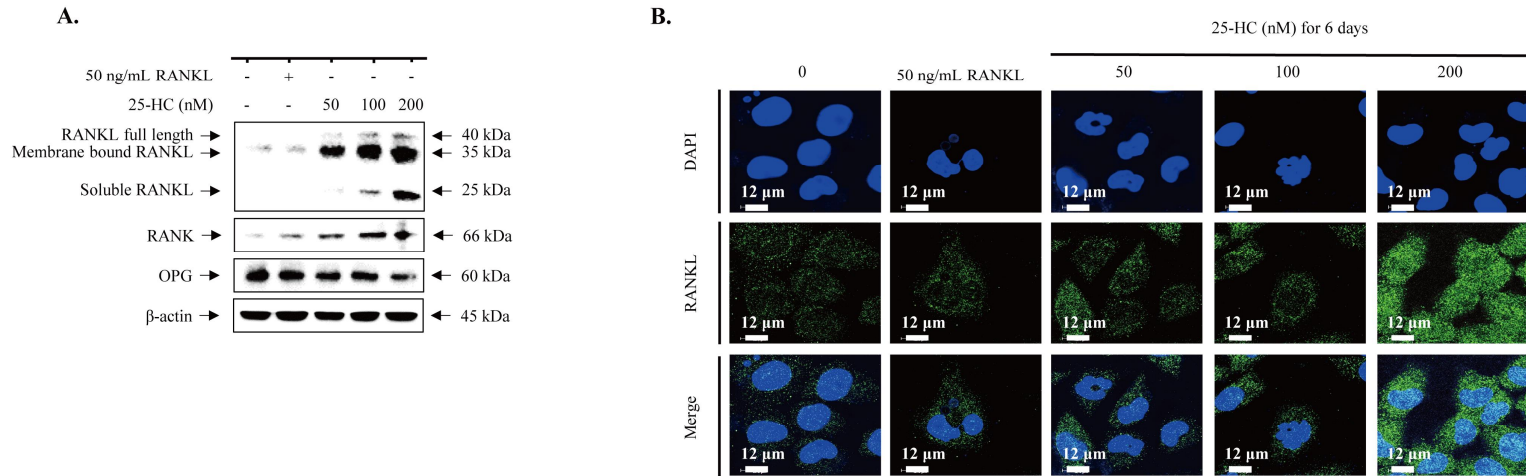 A.
50 ng/mL RANKL - + - - -
25-HC (nM) - - 50 100 200
RANKL full length 40 kDa
Membrane bound RANKL 35 kDa
Soluble RANKL 25 kDa
RANK 66 kDa
OPG 60 kDa
β-actin 45 kDa
B.
25-HC (nM) for 6 days
0 50 ng/mL RANKL 50 100 200
DAPI
12 μm 12 μm 12 μm 12 μm 12 μm
RANKL
12 μm 12 μm 12 μm 12 μm 12 μm
Merge
12 μm 12 μm 12 μm 12 μm 12 μm